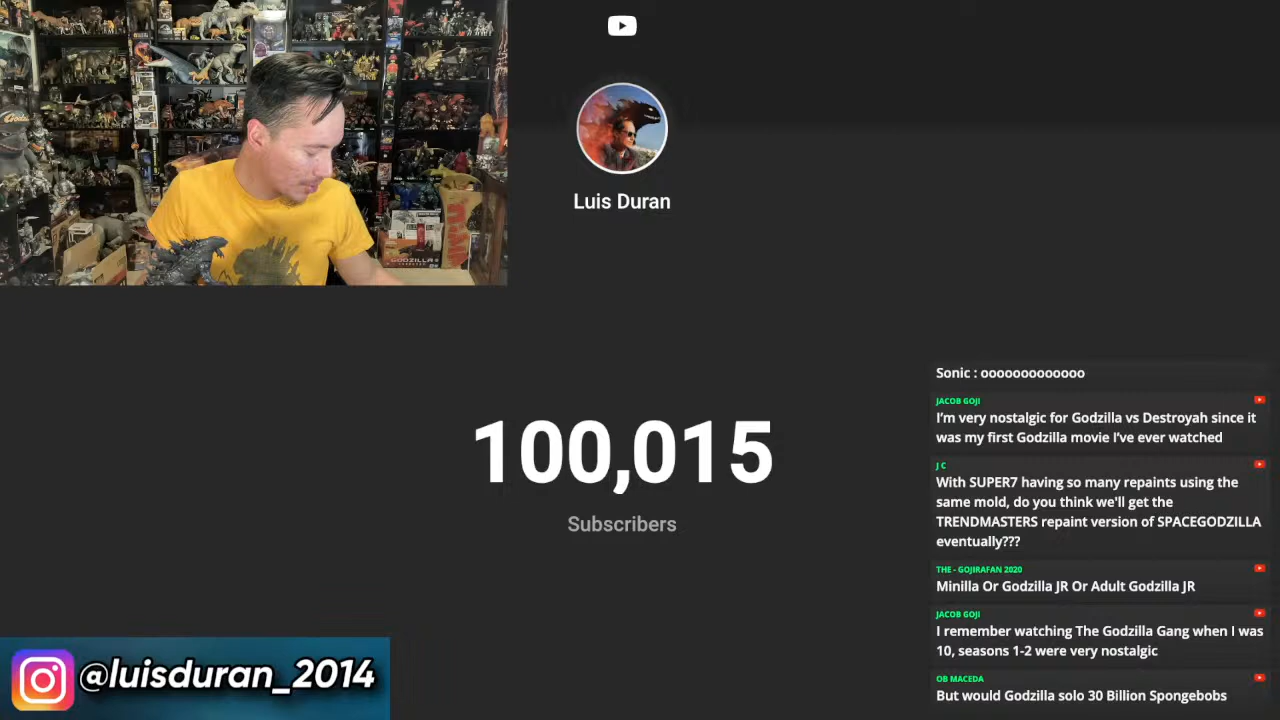 Luis Duran
100,015
Subscribers
Sonic : ooooooooooooo
JACOB GOJI
I'm very nostalgic for Godzilla vs Destroyah since it
was my first Godzilla movie I've ever watched
J C
With SUPER7 having so many repaints using the
same mold, do you think we'll get the
TRENDMASTERS repaint version of SPACEGODZILLA
eventually???
THE - GOJIRAFAN 2020
Minilla Or Godzilla JR Or Adult Godzilla JR
JACOB GOJI
I remember watching The Godzilla Gang when I was
10, seasons 1-2 were very nostalgic
OB MACEDA
But would Godzilla solo 30 Billion Spongebobs
@luisduran_2014
GODZILLA